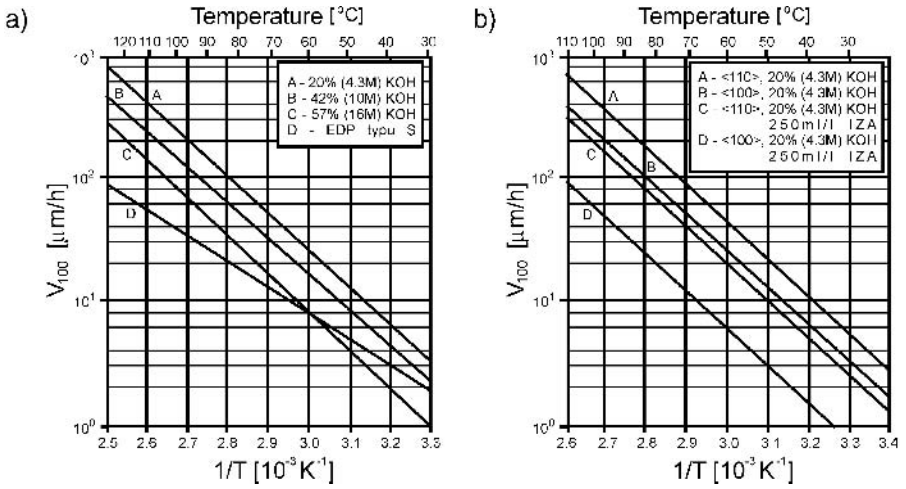 a)
Temperature [°C]
120 110 100 90 80 70 60 50 40 30
10³
10²
10¹
10⁰
V₁₀₀ [µm/h]
A - 20% (4.3M) KOH
B - 42% (10M) KOH
C - 57% (16M) KOH
D - EDP typu S
B
A
C
D
2.5 2.6 2.7 2.8 2.9 3.0 3.1 3.2 3.3
1/T [10⁻³ K⁻¹]
b)
Temperature [°C]
110 100 90 80 70 60 50 40 30
10³
10²
10¹
10⁰
V₁₀₀ [µm/h]
A - <110>, 20% (4.3M) KOH
B - <100>, 20% (4.3M) KOH
C - <110>, 20% (4.3M) KOH
250ml/l IZA
D - <100>, 20% (4.3M) KOH
250ml/l IZA
A
C
B
D
2.6 2.7 2.8 2.9 3.0 3.1 3.2 3.3 3.4
1/T [10⁻³ K⁻¹]